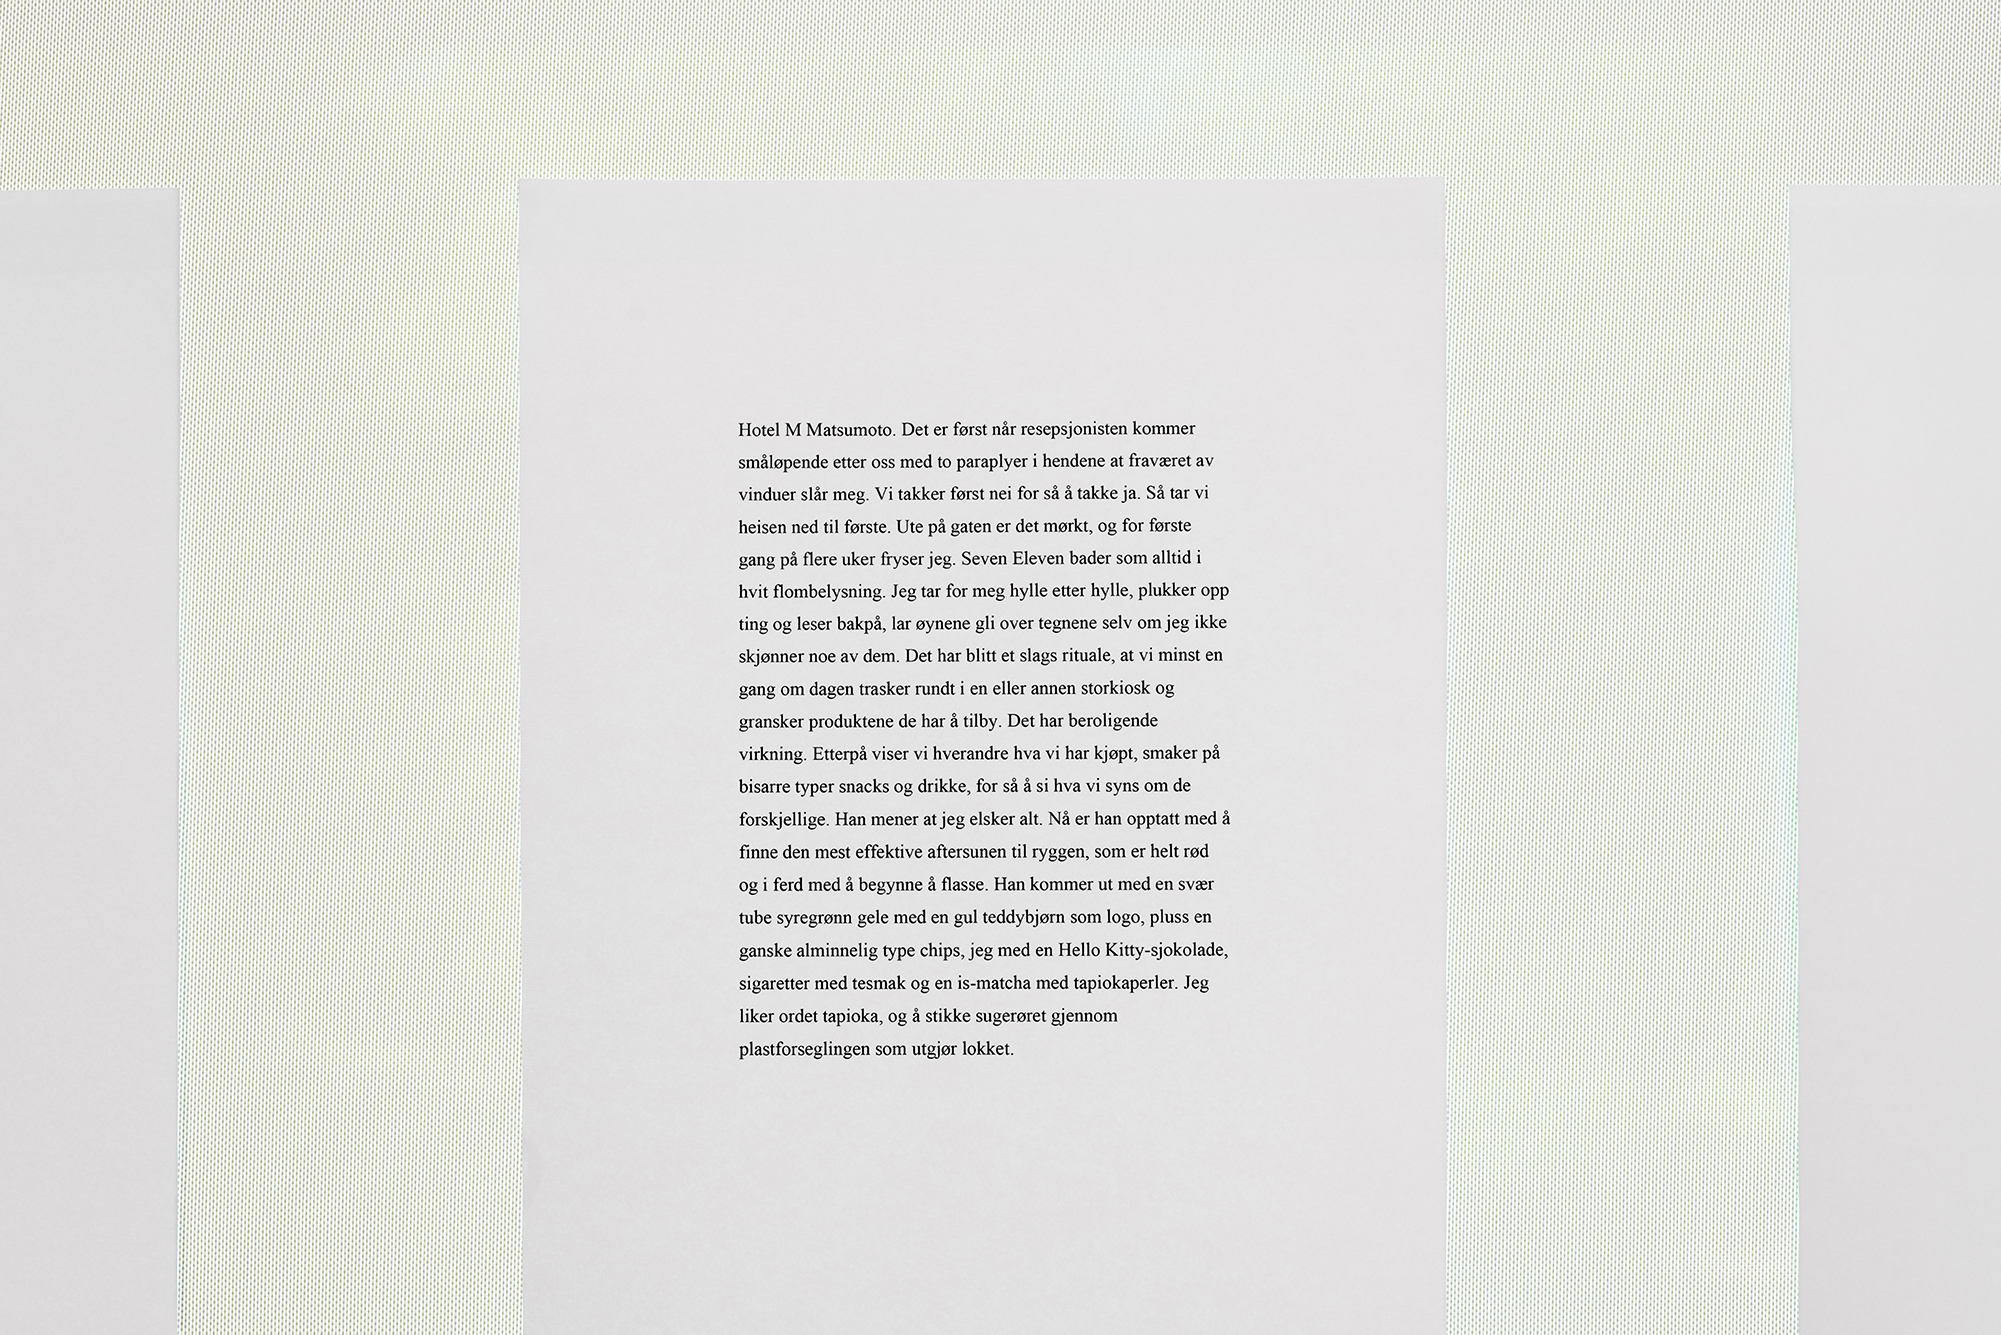 Hotel M Matsumoto. Det er først når resepsjonisten kommer
småløpende etter oss med to paraplyer i hendene at fraværet av
vinduer slår meg. Vi takker først nei for så å takke ja. Så tar vi
heisen ned til første. Ute på gaten er det mørkt, og for første
gang på flere uker fryser jeg. Seven Eleven bader som alltid i
hvit flombelysning. Jeg tar for meg hylle etter hylle, plukker opp
ting og leser bakpå, lar øynene gli over tegnene selv om jeg ikke
skjønner noe av dem. Det har blitt et slags rituale, at vi minst en
gang om dagen trasker rundt i en eller annen storkiosk og
gransker produktene de har å tilby. Det har beroligende
virkning. Etterpå viser vi hverandre hva vi har kjøpt, smaker på
bisarre typer snacks og drikke, for så å si hva vi syns om de
forskjellige. Han mener at jeg elsker alt. Nå er han opptatt med å
finne den mest effektive aftersunen til ryggen, som er helt rød
og i ferd med å begynne å flasse. Han kommer ut med en svær
tube syregrønn gele med en gul teddybjørn som logo, pluss en
ganske alminnelig type chips, jeg med en Hello Kitty-sjokolade,
sigaretter med tesmak og en is-matcha med tapiokaperler. Jeg
liker ordet tapioka, og å stikke sugerøret gjennom
plastforseglingen som utgjør lokket.